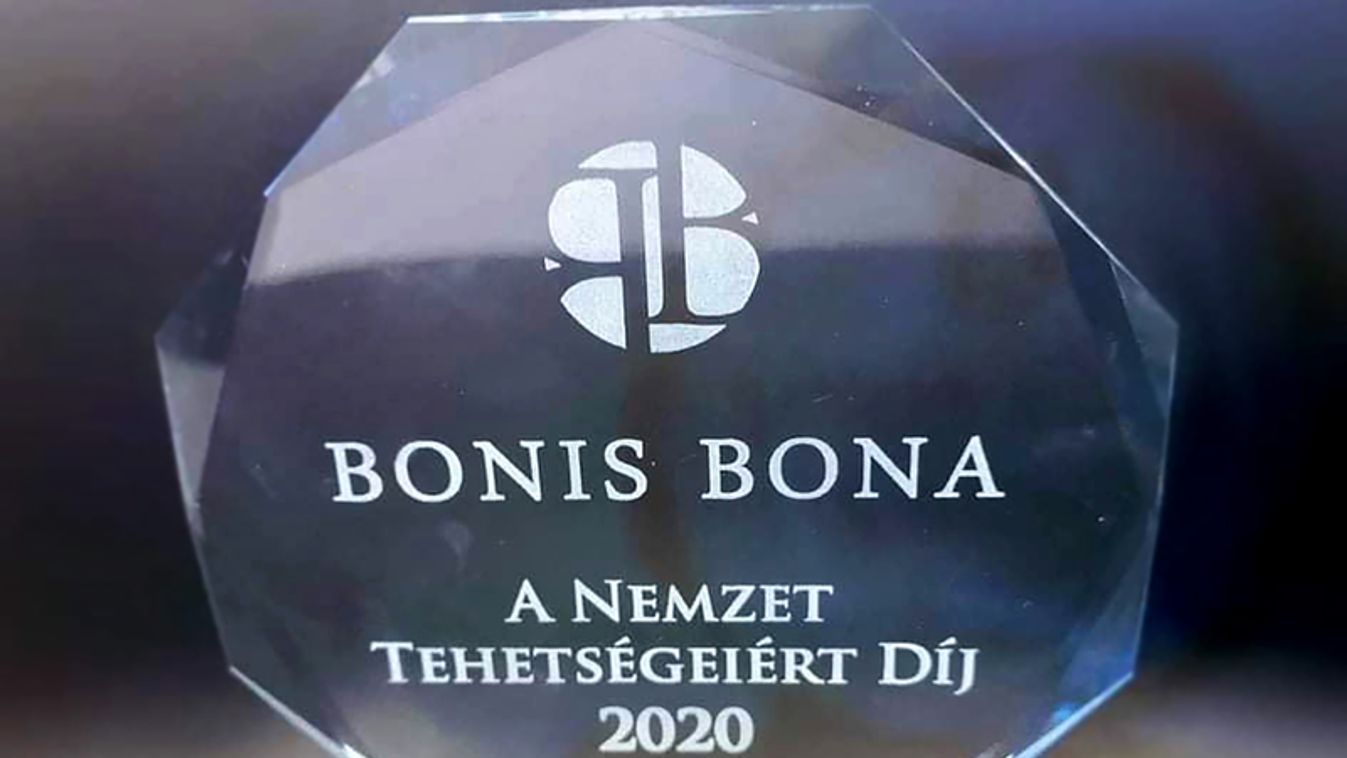 BONIS BONA
A NEMZET
TEHETSÉGEIÉRT DÍJ
2020